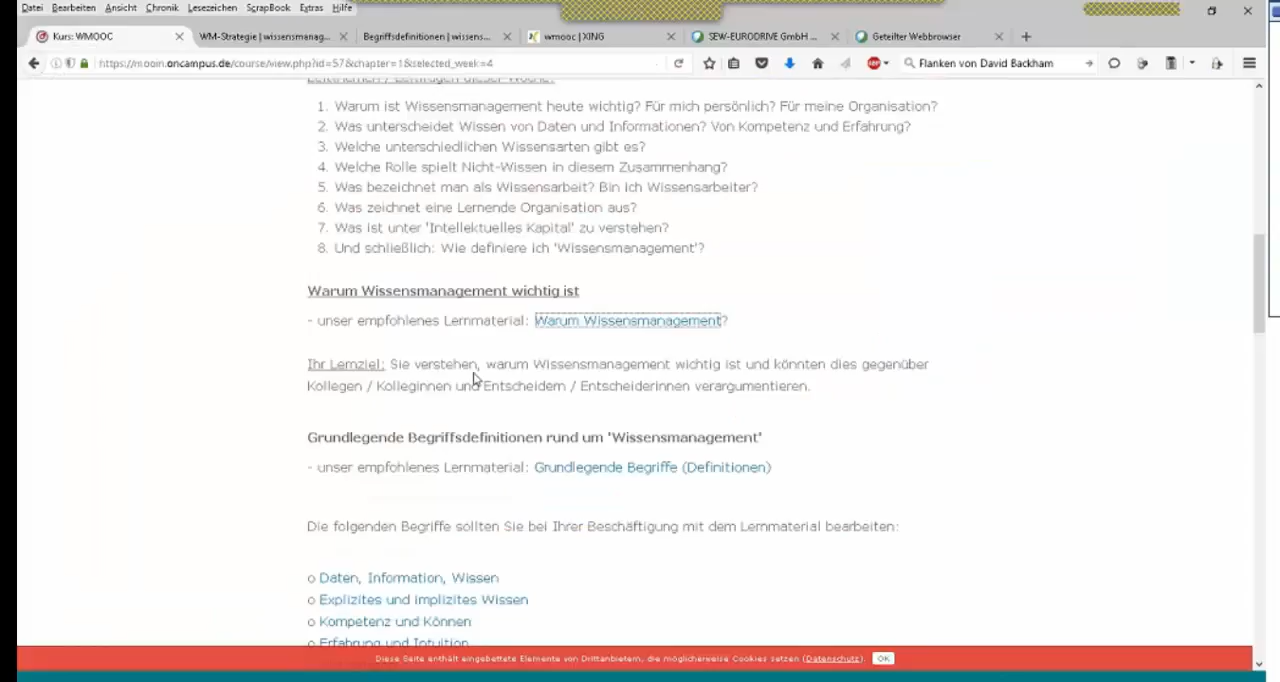 Datei Bearbeiten Ansicht Chronik Lesezeichen ScrapBook Extras Hilfe
Kurs: WMOOC
WM-Strategie | wissensmanag...
Begriffsdefinitionen | wissens...
wmooc | XING
SEW-EURODRIVE GmbH ...
Geteilter Webbrowser
https://mooin.oncampus.de/course/view.php?id=57&chapter=1&selected_week=4
Flanken von David Backham
1. Warum ist Wissensmanagement heute wichtig? Für mich persönlich? Für meine Organisation?
2. Was unterscheidet Wissen von Daten und Informationen? Von Kompetenz und Erfahrung?
3. Welche unterschiedlichen Wissensarten gibt es?
4. Welche Rolle spielt Nicht-Wissen in diesem Zusammenhang?
5. Was bezeichnet man als Wissensarbeit? Bin ich Wissensarbeiter?
6. Was zeichnet eine Lernende Organisation aus?
7. Was ist unter 'Intellektuelles Kapital' zu verstehen?
8. Und schließlich: Wie definiere ich 'Wissensmanagement'?
Warum Wissensmanagement wichtig ist
- unser empfohlenes Lernmaterial: Warum Wissensmanagement?
Ihr Lernziel: Sie verstehen, warum Wissensmanagement wichtig ist und könnten dies gegenüber
Kollegen / Kolleginnen und Entscheidern / Entscheiderinnen verargumentieren.
Grundlegende Begriffsdefinitionen rund um 'Wissensmanagement'
- unser empfohlenes Lernmaterial: Grundlegende Begriffe (Definitionen)
Die folgenden Begriffe sollten Sie bei Ihrer Beschäftigung mit dem Lernmaterial bearbeiten:
o Daten, Information, Wissen
o Explizites und implizites Wissen
o Kompetenz und Können
o Erfahrung und Intuition
Diese Seite enthält eingebettete Elemente von Drittanbietern, die möglicherweise Cookies setzen (Datenschutz). OK